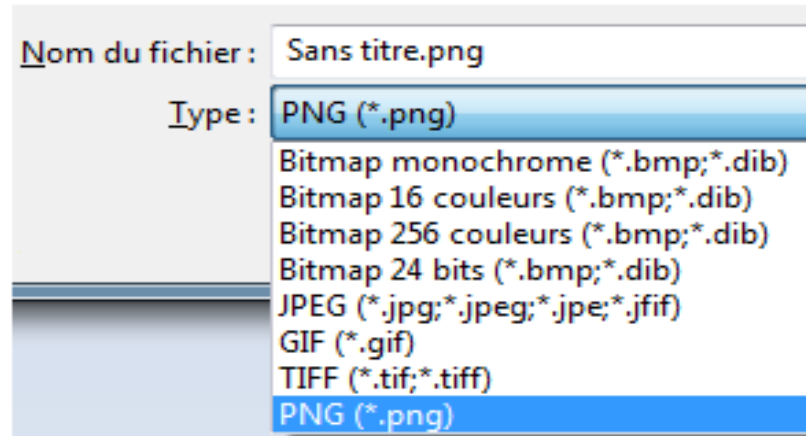 Nom du fichier : Sans titre.png
Type : PNG (*.png)
Bitmap monochrome (*.bmp;*.dib)
Bitmap 16 couleurs (*.bmp;*.dib)
Bitmap 256 couleurs (*.bmp;*.dib)
Bitmap 24 bits (*.bmp;*.dib)
JPEG (*.jpg;*.jpeg;*.jpe;*.jfif)
GIF (*.gif)
TIFF (*.tif;*.tiff)
PNG (*.png)